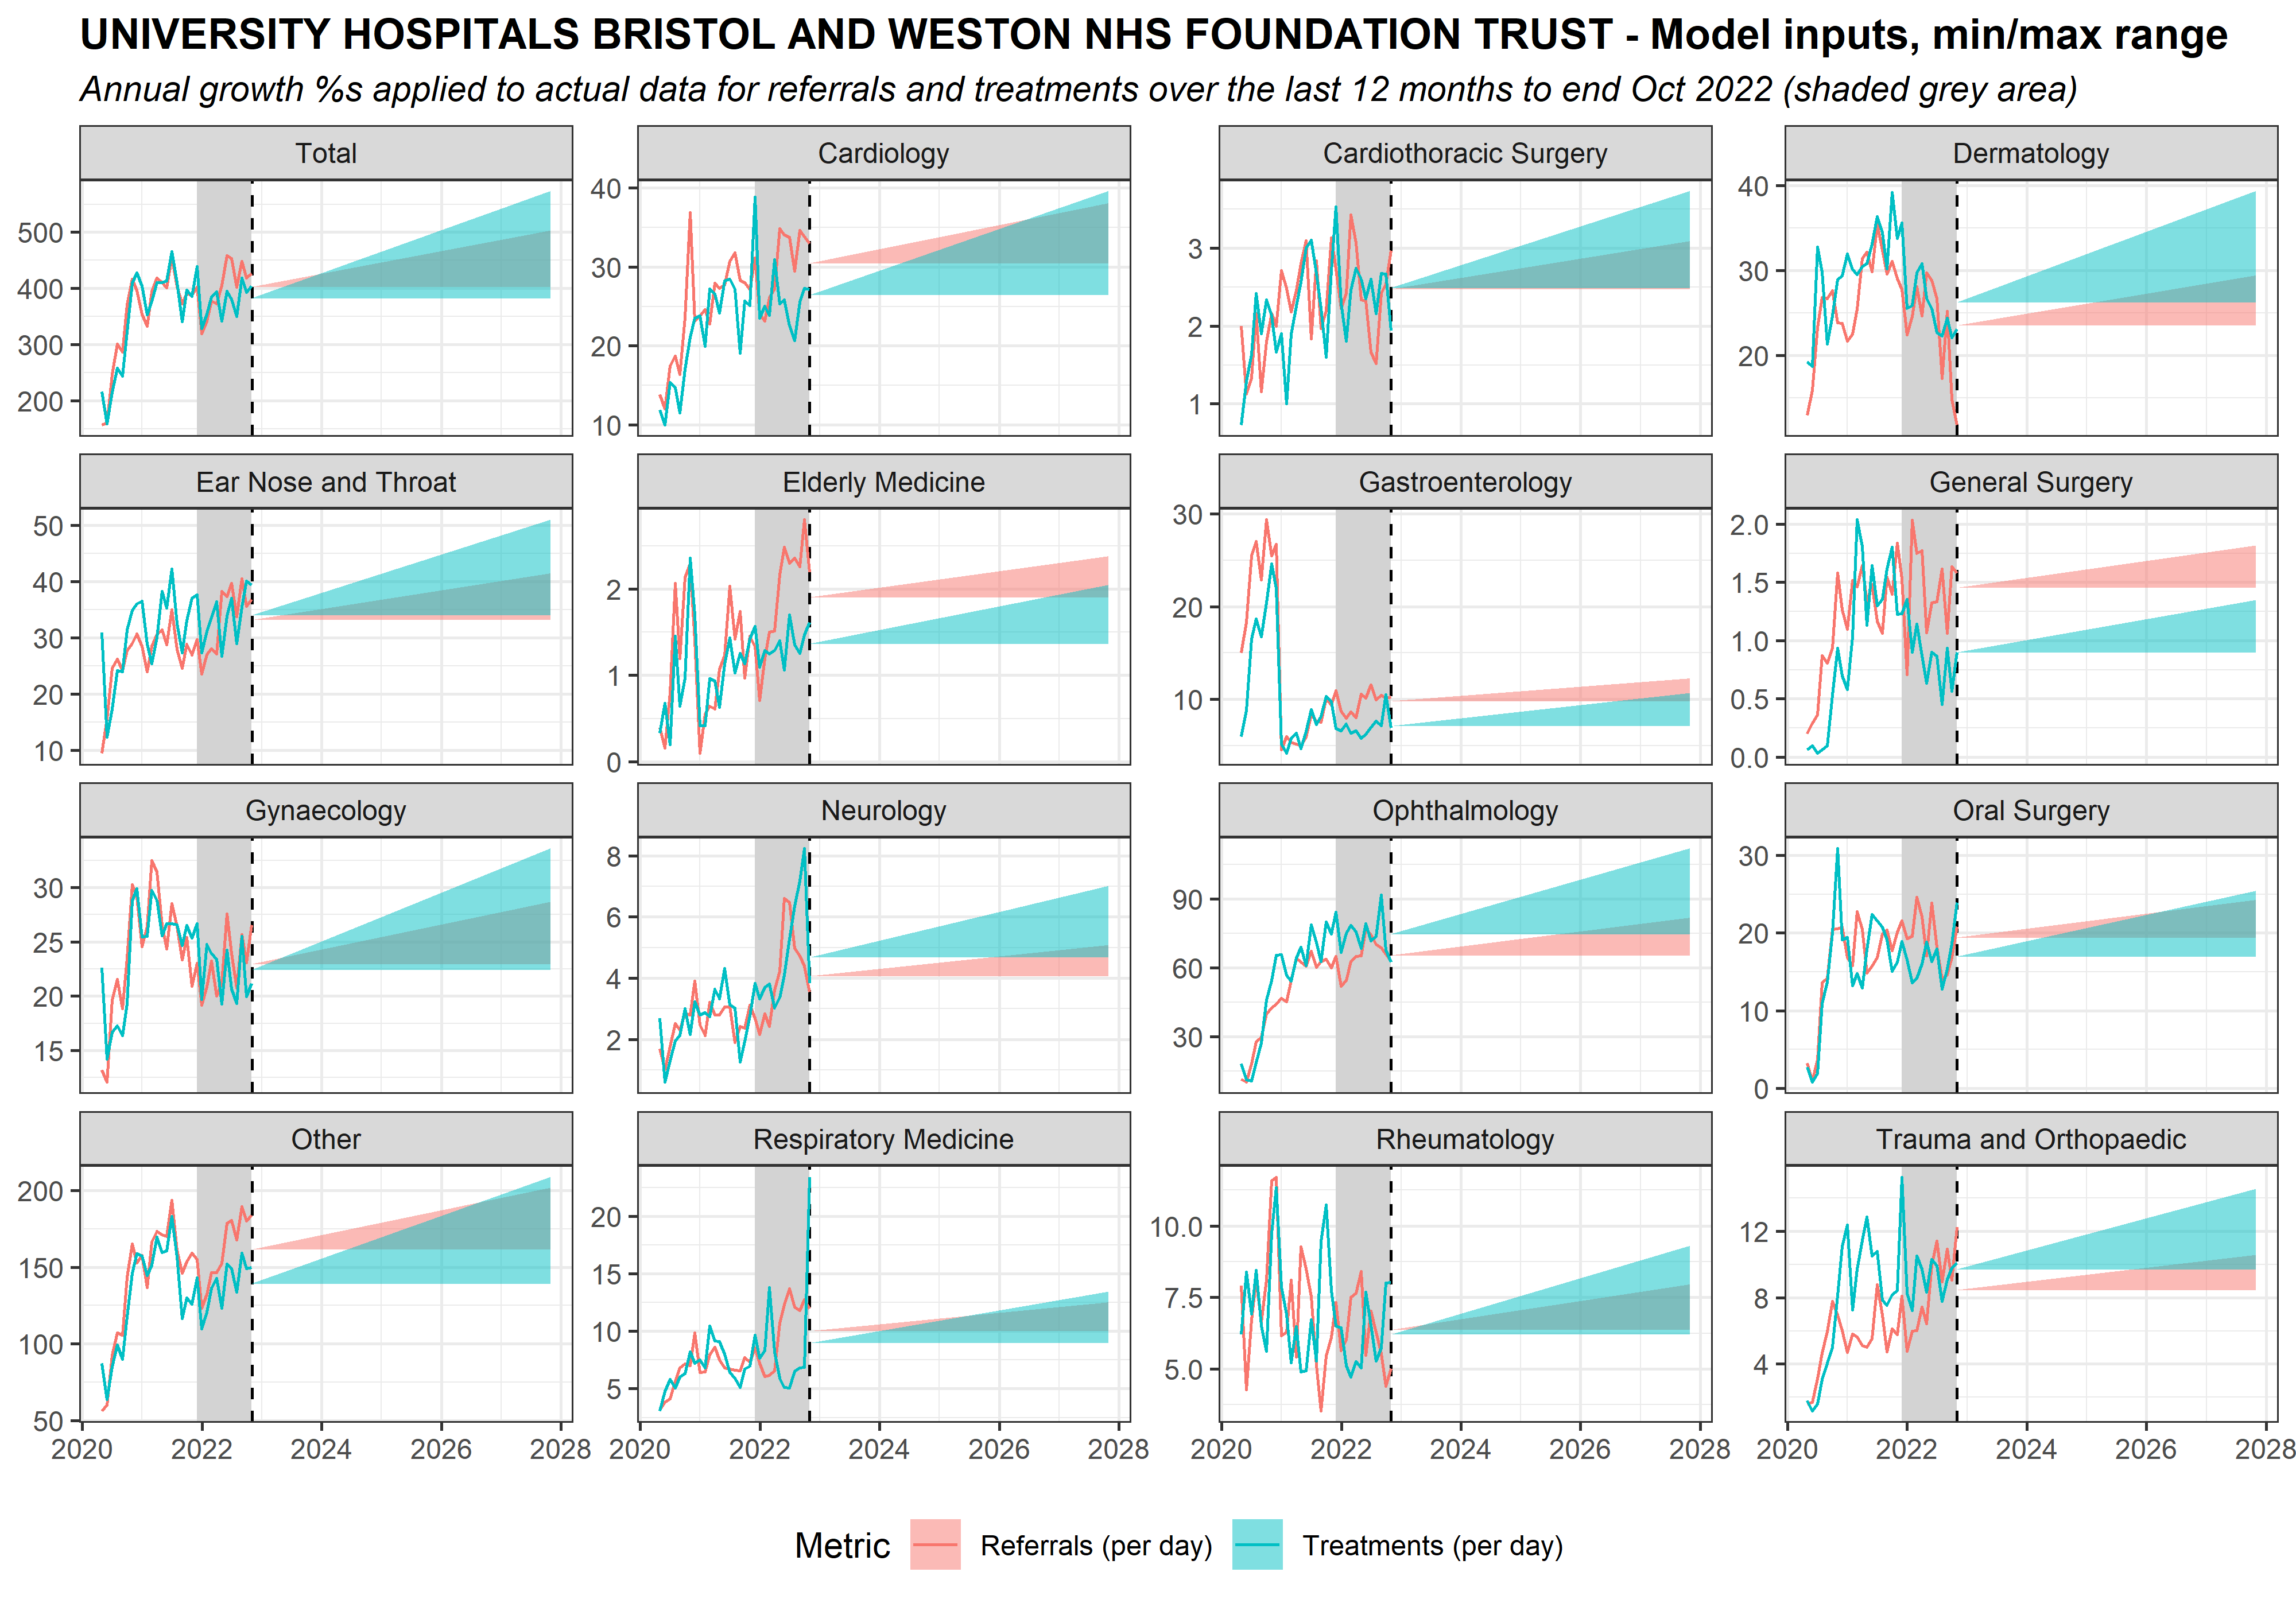 UNIVERSITY HOSPITALS BRISTOL AND WESTON NHS FOUNDATION TRUST - Model inputs, min/max range
Annual growth %s applied to actual data for referrals and treatments over the last 12 months to end Oct 2022 (shaded grey area)
Total
500
400
300
200
Cardiology
40
30
20
10
Cardiothoracic Surgery
3
2
1
Dermatology
40
30
20
Ear Nose and Throat
50
40
30
20
10
Elderly Medicine
2
1
0
Gastroenterology
30
20
10
General Surgery
2.0
1.5
1.0
0.5
0.0
Gynaecology
30
25
20
15
Neurology
8
6
4
2
Ophthalmology
90
60
30
Oral Surgery
30
20
10
0
Other
200
150
100
50
2020 2022 2024 2026 2028
Respiratory Medicine
20
15
10
5
2020 2022 2024 2026 2028
Rheumatology
10.0
7.5
5.0
2020 2022 2024 2026 2028
Trauma and Orthopaedic
12
8
4
2020 2022 2024 2026 2028
Metric Referrals (per day) Treatments (per day)